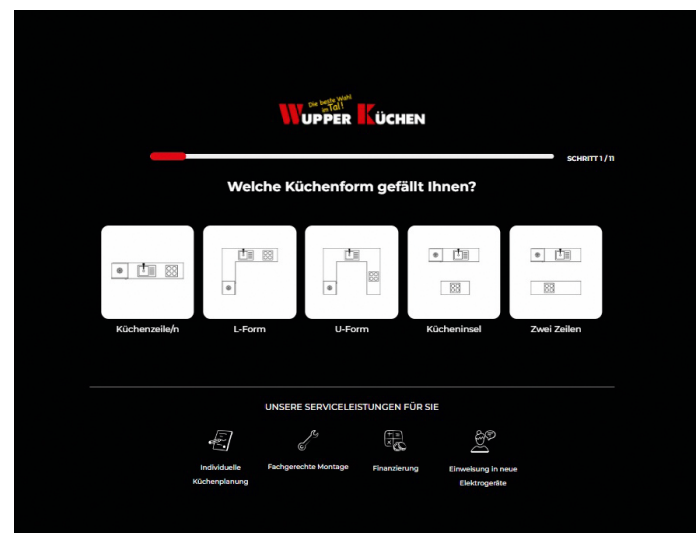 Die beste Wahl
im Tal!
WUPPER KÜCHEN
SCHRITT 1 / 11
Welche Küchenform gefällt Ihnen?
Küchenzeile/n
L-Form
U-Form
Kücheninsel
Zwei Zeilen
UNSERE SERVICELEISTUNGEN FÜR SIE
Individuelle
Küchenplanung
Fachgerechte Montage
Finanzierung
Einweisung in neue
Elektrogeräte